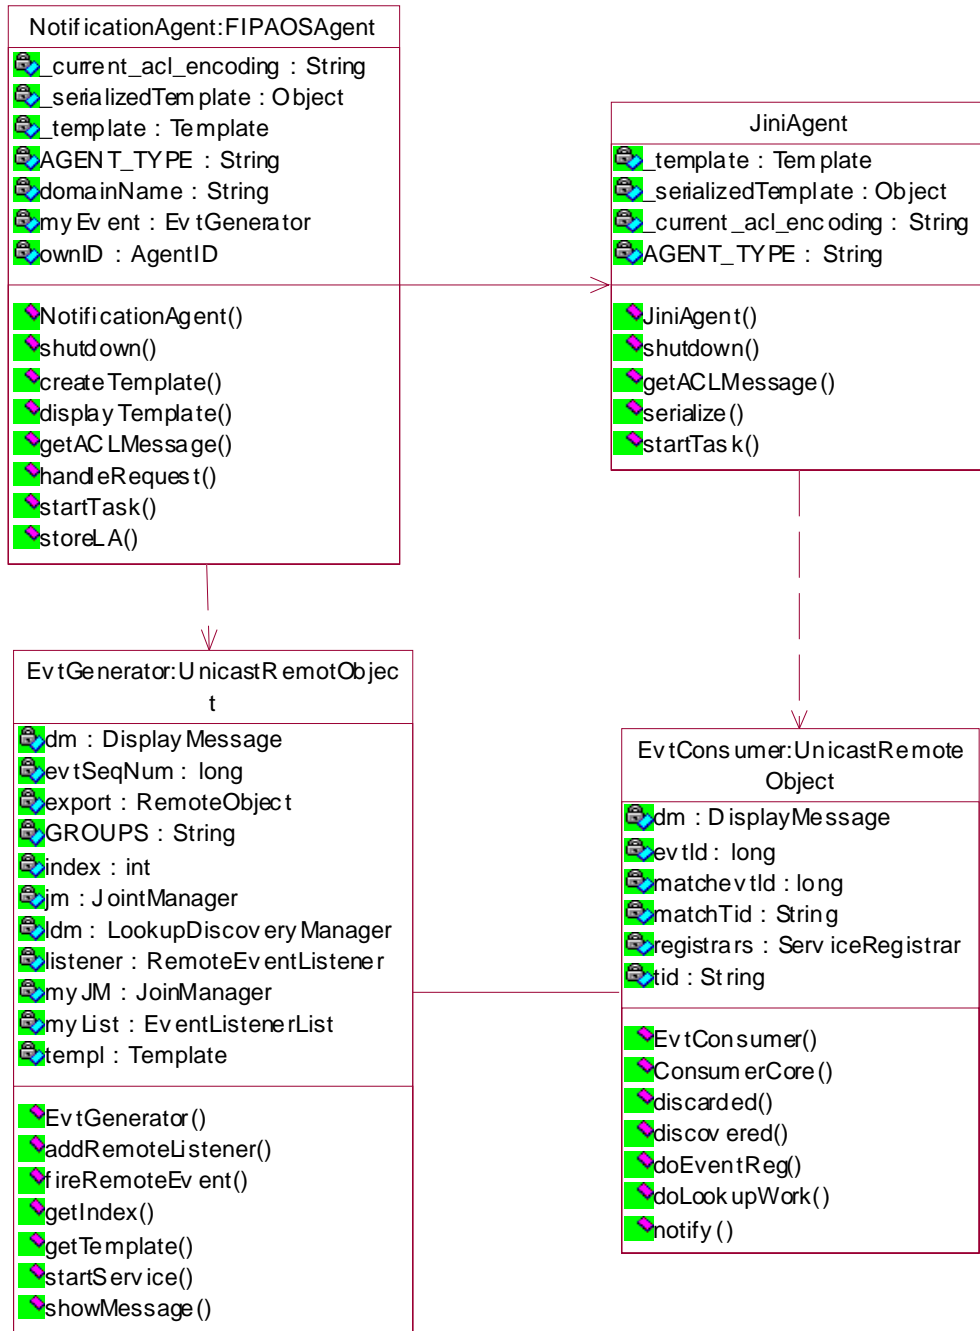 NotificationAgent:FIPAOSAgent
_current_acl_encoding : String
_serializedTemplate : Object
_template : Template
AGENT_TYPE : String
domainName : String
myEvent : EvtGenerator
ownID : AgentID
NotificationAgent()
shutdown()
createTemplate()
displayTemplate()
getACLMessage()
handleRequest()
startTask()
storeLA()
JiniAgent
_template : Template
_serializedTemplate : Object
_current_acl_encoding : String
AGENT_TYPE : String
JiniAgent()
shutdown()
getACLMessage()
serialize()
startTask()
EvtGenerator:UnicastRemotObjec
t
dm : DisplayMessage
evtSeqNum : long
export : RemoteObject
GROUPS : String
index : int
jm : JointManager
ldm : LookupDiscoveryManager
listener : RemoteEventListener
myJM : JoinManager
myList : EventListenerList
templ : Template
EvtGenerator()
addRemoteListener()
fireRemoteEvent()
getIndex()
getTemplate()
startService()
showMessage()
EvtConsumer:UnicastRemote
Object
dm : DisplayMessage
evtId : long
matchevtId : long
matchTid : String
registrars : ServiceRegistrar
tid : String
EvtConsumer()
ConsumerCore()
discarded()
discovered()
doEventReg()
doLookupWork()
notify()